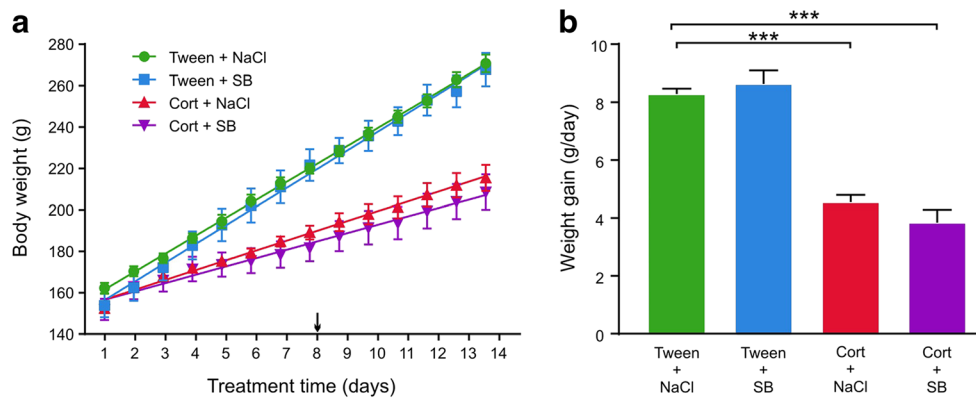 a
280
260
240
220
200
180
160
140
Body weight (g)
Tween + NaCl
Tween + SB
Cort + NaCl
Cort + SB
1 2 3 4 5 6 7 8 9 10 11 12 13 14
Treatment time (days)
b
***
***
10
8
6
4
2
0
Weight gain (g/day)
Tween Tween Cort Cort
+ + + +
NaCl SB NaCl SB